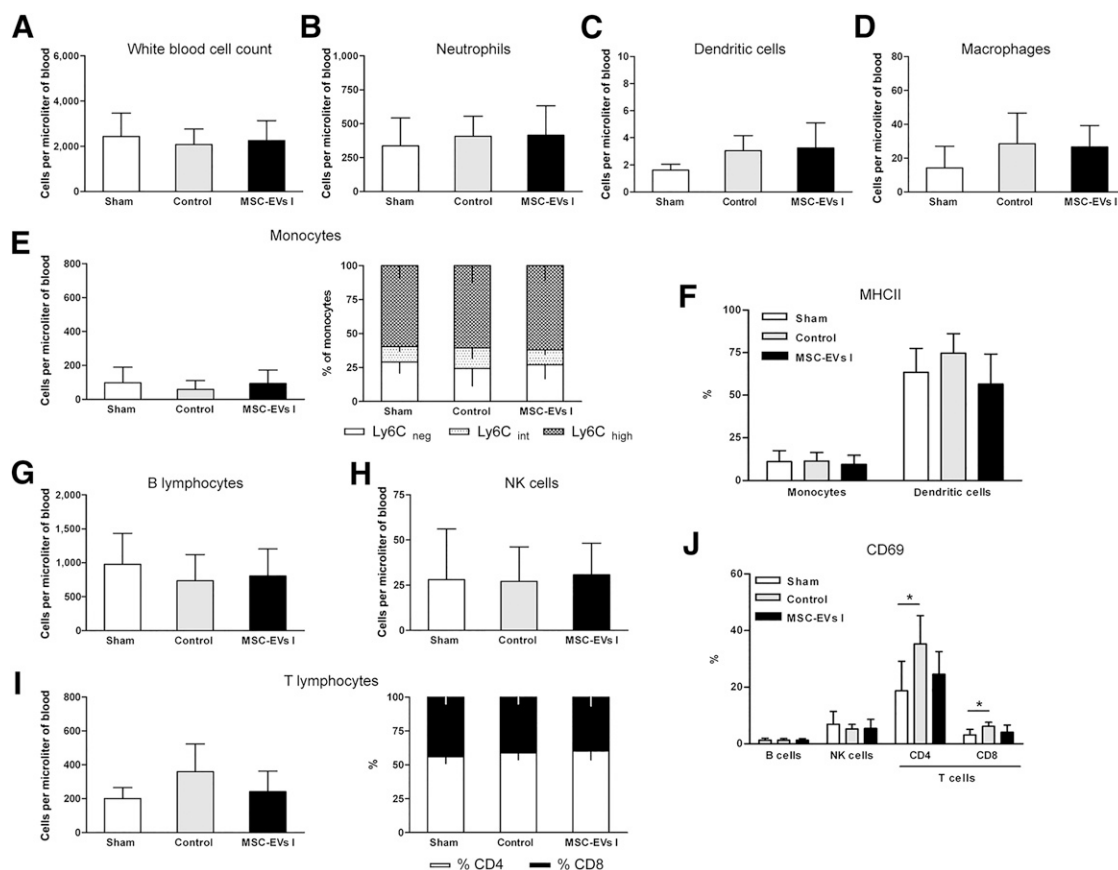 A
White blood cell count
Cells per microliter of blood
6,000
4,000
2,000
0
Sham
Control
MSC-EVs I
B
Neutrophils
Cells per microliter of blood
1,000
750
500
250
0
Sham
Control
MSC-EVs I
C
Dendritic cells
Cells per microliter of blood
10
8
6
4
2
0
Sham
Control
MSC-EVs I
D
Macrophages
Cells per microliter of blood
80
60
40
20
0
Sham
Control
MSC-EVs I
E
Monocytes
Cells per microliter of blood
800
600
400
200
0
Sham
Control
MSC-EVs I
% of monocytes
100
75
50
25
0
Sham
Control
MSC-EVs I
Ly6C neg
Ly6C int
Ly6C high
F
MHCII
Sham
Control
MSC-EVs I
%
100
75
50
25
0
Monocytes
Dendritic cells
G
B lymphocytes
Cells per microliter of blood
2,000
1,500
1,000
500
0
Sham
Control
MSC-EVs I
H
NK cells
Cells per microliter of blood
75
50
25
0
Sham
Control
MSC-EVs I
I
T lymphocytes
Cells per microliter of blood
800
600
400
200
0
Sham
Control
MSC-EVs I
%
100
75
50
25
0
Sham
Control
MSC-EVs I
% CD4
% CD8
J
CD69
Sham
Control
MSC-EVs I
%
60
40
20
0
*
*
B cells
NK cells
CD4
CD8
T cells